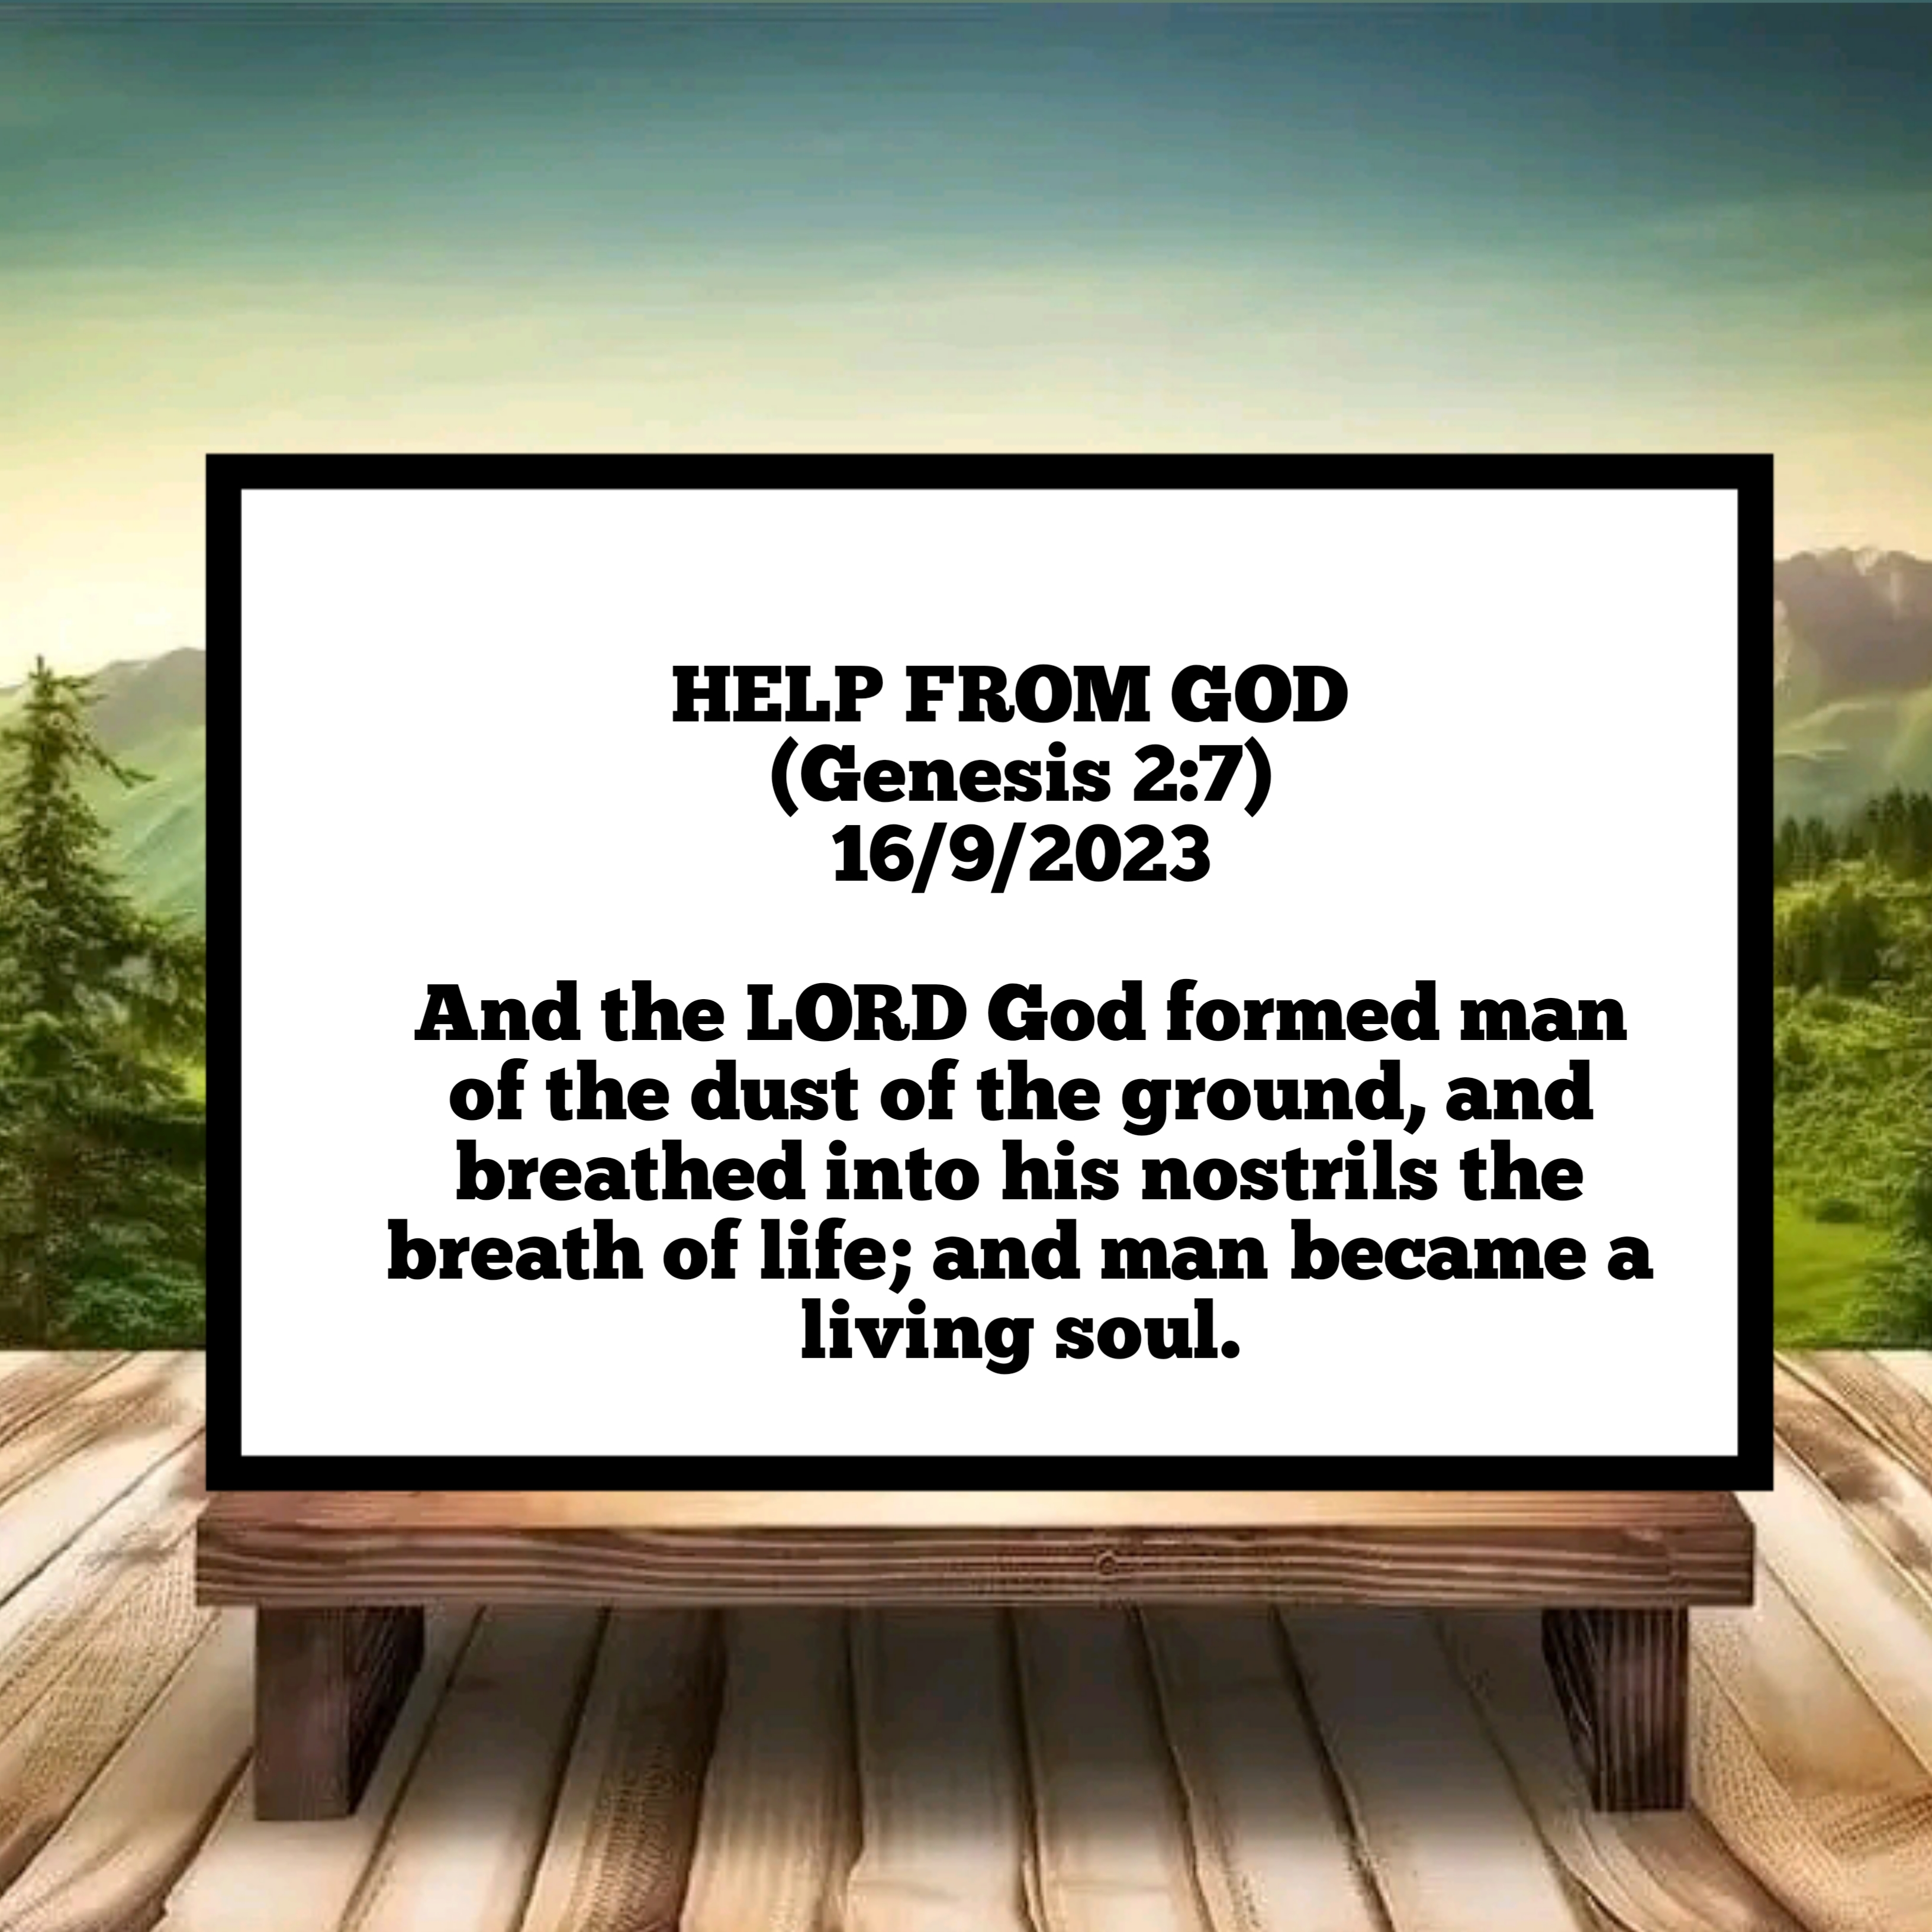 HELP FROM GOD
(Genesis 2:7)
16/9/2023
And the LORD God formed man
of the dust of the ground, and
breathed into his nostrils the
breath of life; and man became a
living soul.